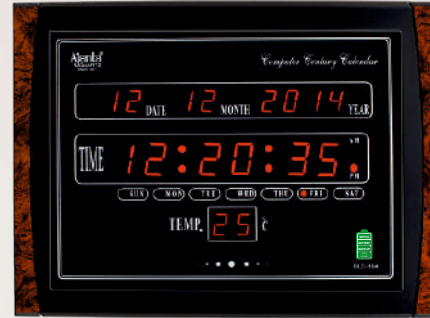 Ajanta
QUARTZ
Computer Century Calendar
12 DATE 12 MONTH 2014 YEAR
AM
TIME 12:20:35
PM
SUN MON TUE WED THU FRI SAT
TEMP. 25 °c